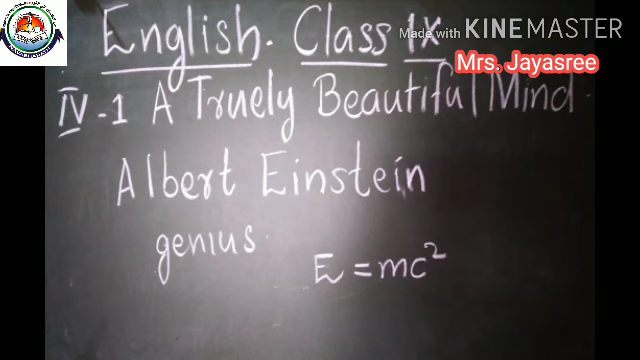 Made with KINEMASTER
English. Class IX
Mrs. Jayasree
IV - 1 A Truely Beautiful Mind.
Albert Einstein
genius.
E = mc²